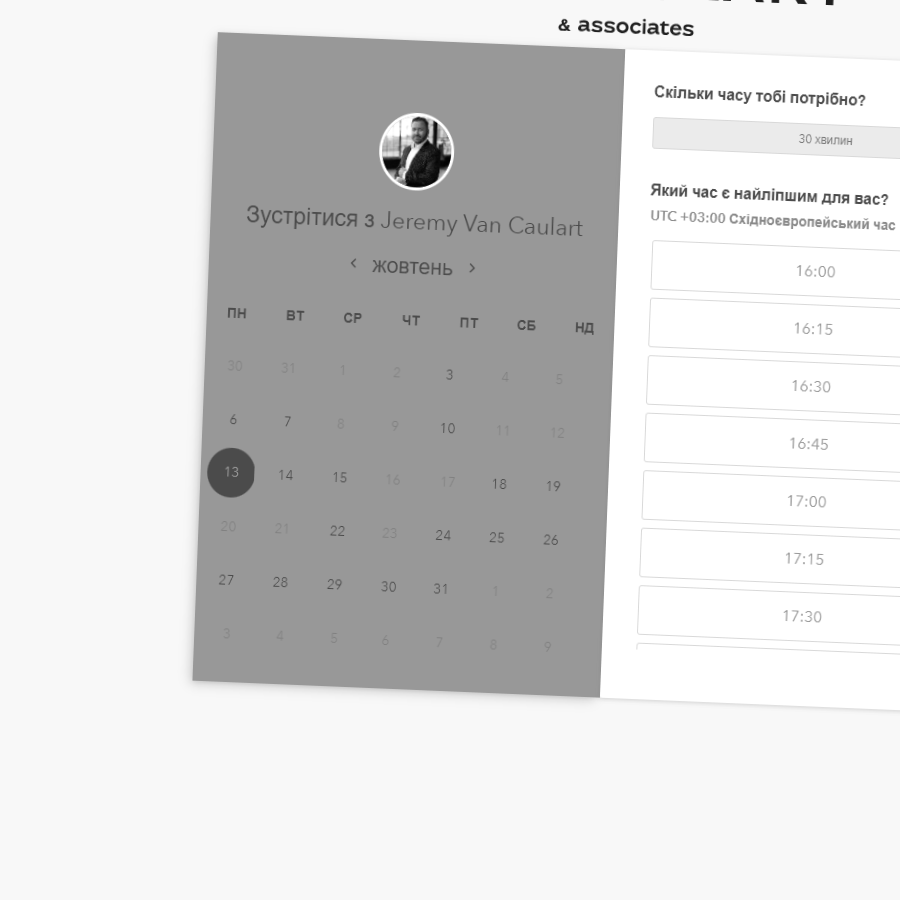 & associates
Зустрітися з Jeremy Van Caulart
жовтень
ПН ВТ СР ЧТ ПТ СБ НД
30 31 1 2 3 4 5
6 7 8 9 10 11 12
13 14 15 16 17 18 19
20 21 22 23 24 25 26
27 28 29 30 31 1 2
3 4 5 6 7 8 9
Скільки часу тобі потрібно?
30 хвилин
Який час є найліпшим для вас?
UTC +03:00 Східноєвропейський час
16:00
16:15
16:30
16:45
17:00
17:15
17:30